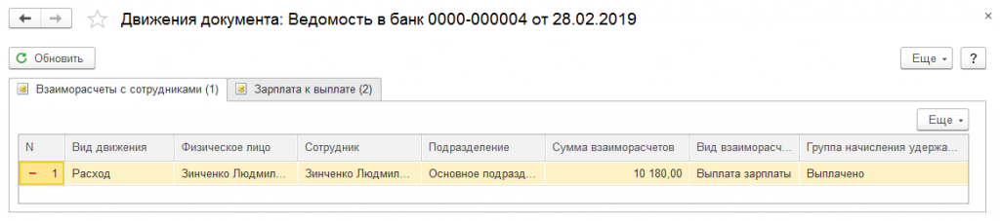 Движения документа: Ведомость в банк 0000-000004 от 28.02.2019
Обновить Еще ?
Взаиморасчеты с сотрудниками (1) Зарплата к выплате (2)
Еще
N Вид движения Физическое лицо Сотрудник Подразделение Сумма взаиморасчетов Вид взаиморасч... Группа начисления удержа...
1 Расход Зинченко Людмил... Зинченко Людмил... Основное подразд... 10 180,00 Выплата зарплаты Выплачено